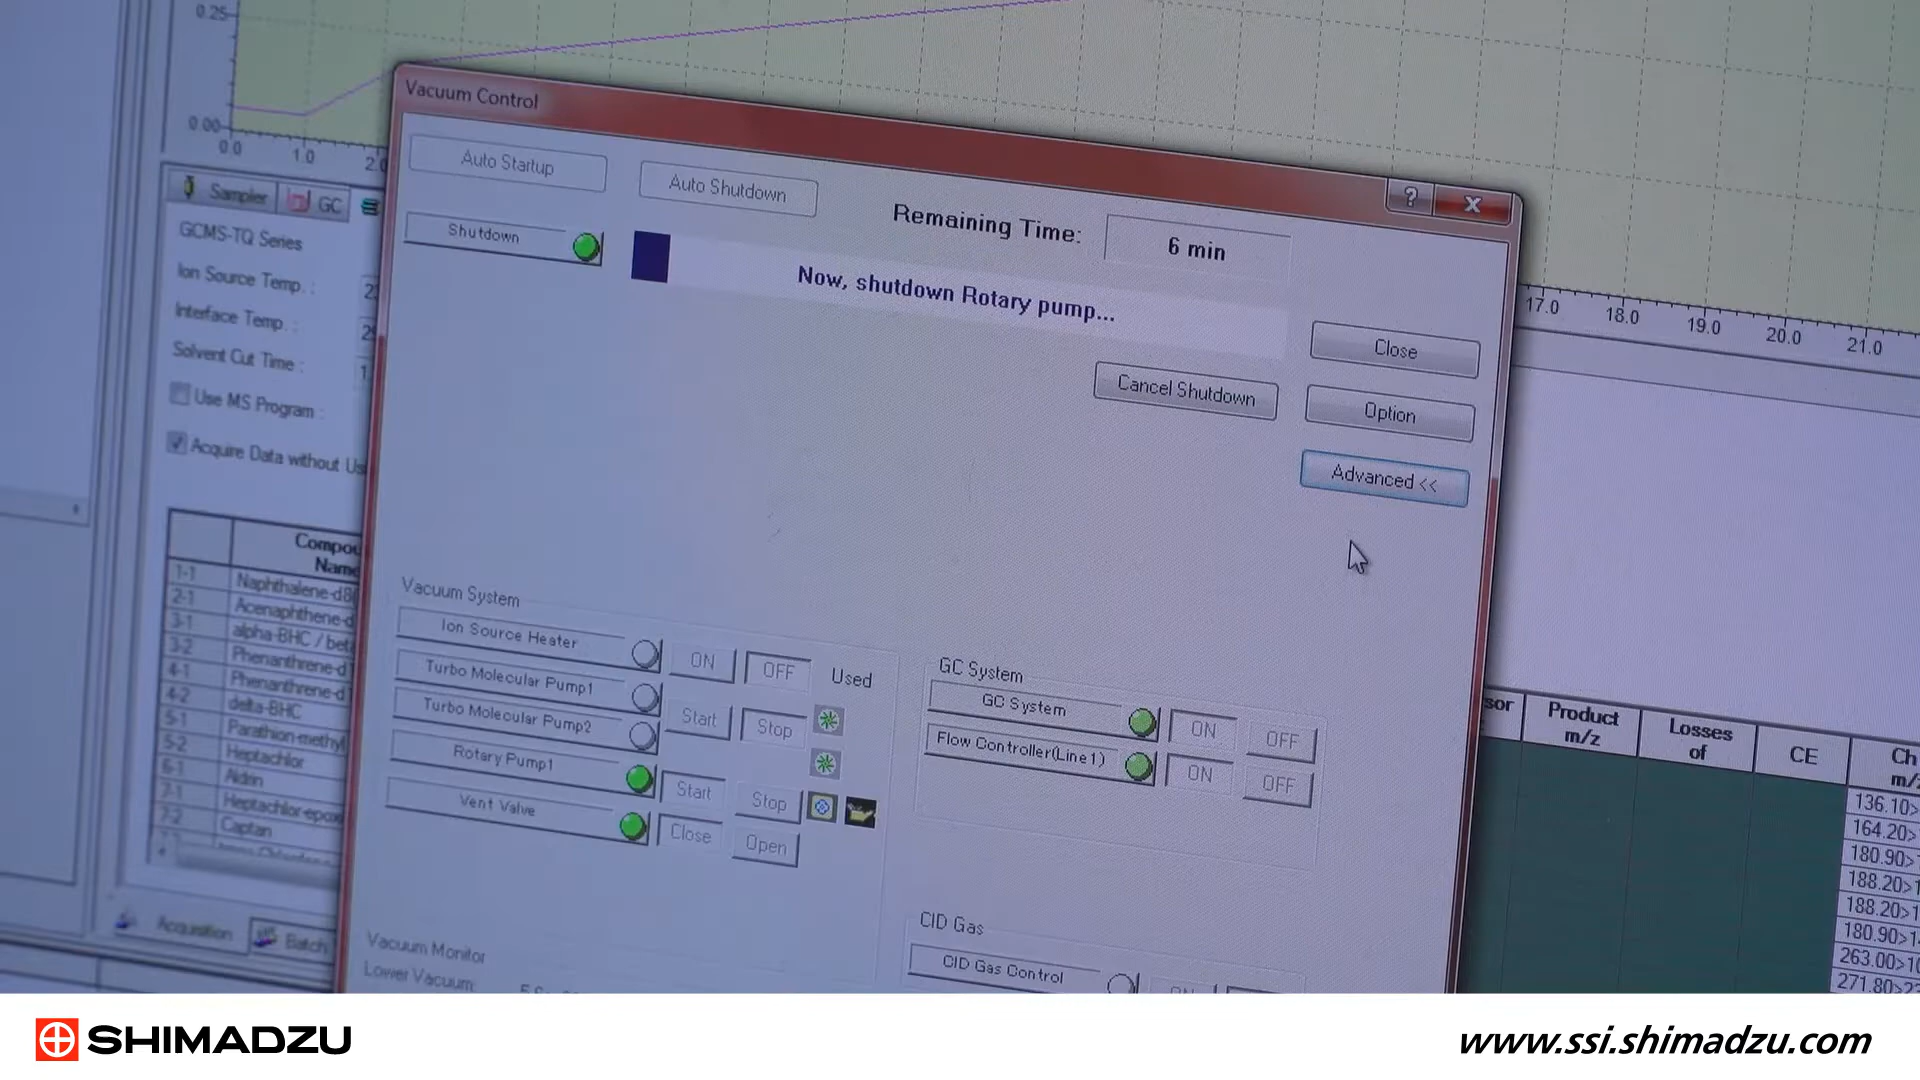 0.25
0.00
0.0 1.0 2.0
Vacuum Control
Auto Startup
Auto Shutdown
Remaining Time:
6 min
Shutdown
Now, shutdown Rotary pump...
Close
Cancel Shutdown
Option
Advanced <<
Sampler
GC
GCMS-TQ Series
Ion Source Temp. :
Interface Temp. :
Solvent Cut Time :
Use MS Program :
Acquire Data without
17.0 18.0 19.0 20.0 21.0
Name
1-1 Naphthalene-d8
2-1 Acenaphthene-d
3-1 alpha-BHC /
3-2 Phenanthrene-d1
4-1 Phenanthrene-d1
4-2 delta-BHC
5-1 Parathion-methyl
5-2 Heptachlor
6-1 Aldrin
7-1
7-2 Captan
Acquisition
Batch
Vacuum System
Ion Source Heater
ON
OFF
Used
Turbo Molecular Pump1
Turbo Molecular Pump2
Start
Stop
Rotary Pump1
Start
Stop
Vent Valve
Close
Open
GC System
GC System
ON
OFF
Flow Controller(Line1)
ON
OFF
Vacuum Monitor
Lower Vacuum
CID Gas
CID Gas Control
Product
m/z
Losses
of
CE
Ch
136.10>
164.20>
180.90>
188.20>
188.20>
180.90>
263.00>
271.80>
SHIMADZU
www.ssi.shimadzu.com